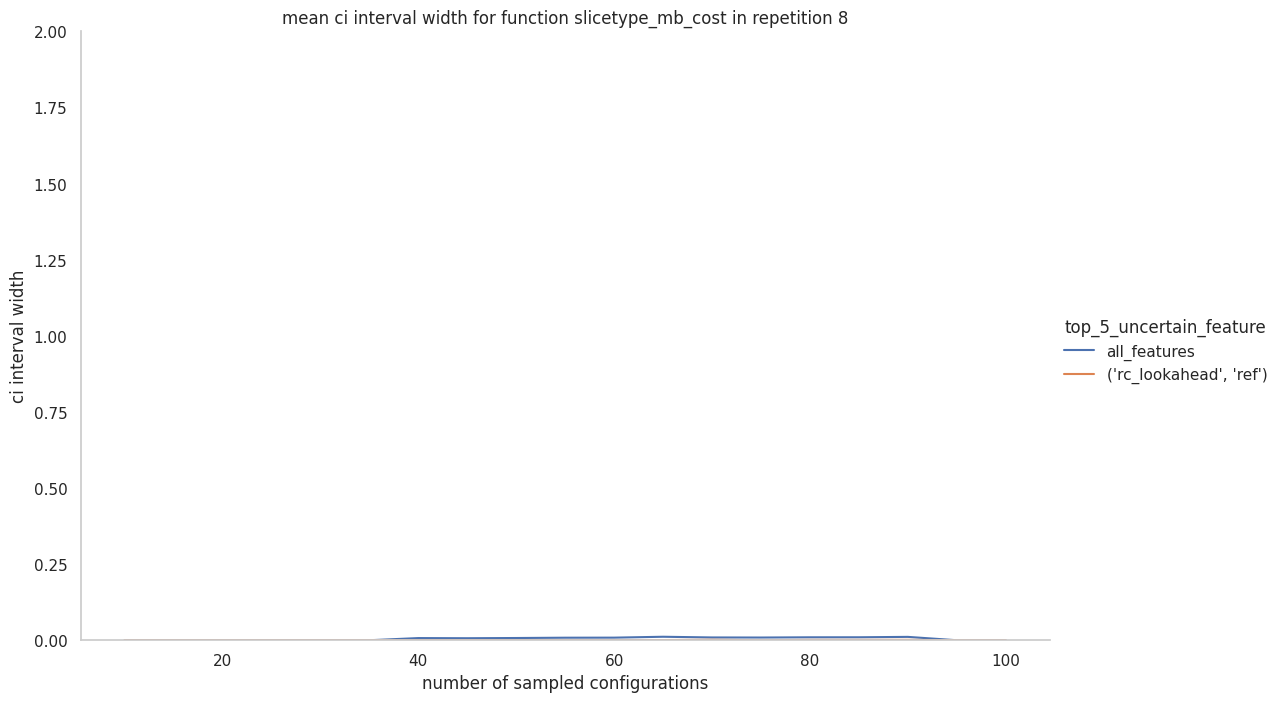 mean ci interval width for function slicetype_mb_cost in repetition 8
2.00
1.75
1.50
1.25
1.00
0.75
0.50
0.25
0.00
ci interval width
20
40
60
80
100
number of sampled configurations
top_5_uncertain_feature
all_features
('rc_lookahead', 'ref')